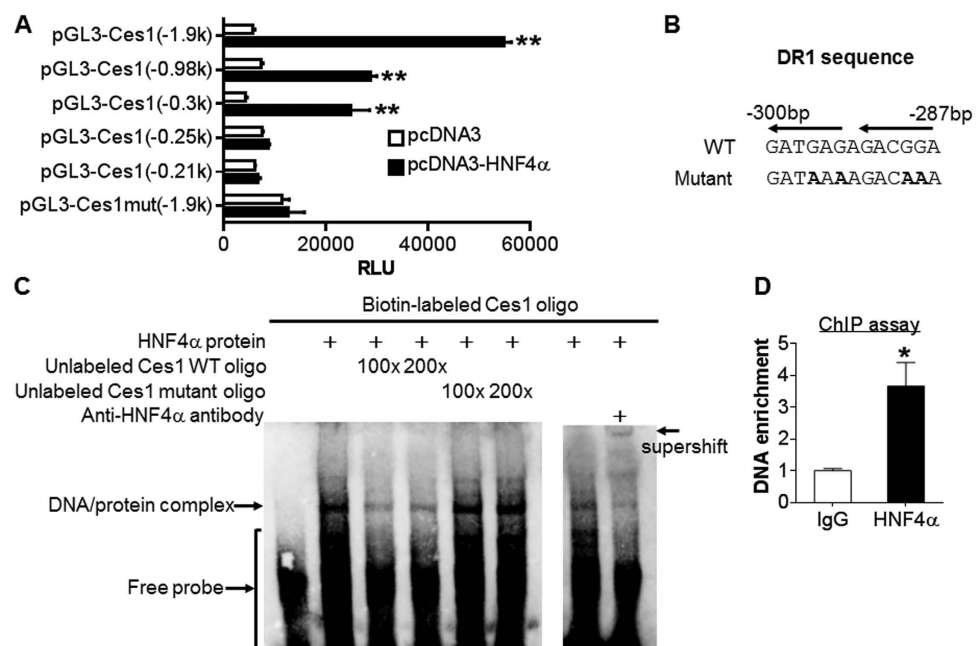 A
pGL3-Ces1(-1.9k)
**
pGL3-Ces1(-0.98k)
**
pGL3-Ces1(-0.3k)
**
pGL3-Ces1(-0.25k)
pGL3-Ces1(-0.21k)
pGL3-Ces1mut(-1.9k)
pcDNA3
pcDNA3-HNF4α
0 20000 40000 60000
RLU
B
DR1 sequence
-300bp -287bp
WT GATGAGAGACGGA
Mutant GATAAAAGACAAA
C
Biotin-labeled Ces1 oligo
HNF4α protein + + + + + + +
Unlabeled Ces1 WT oligo 100x 200x
Unlabeled Ces1 mutant oligo 100x 200x
Anti-HNF4α antibody +
supershift
DNA/protein complex
Free probe
D
ChIP assay
*
DNA enrichment
5
4
3
2
1
0
IgG HNF4α